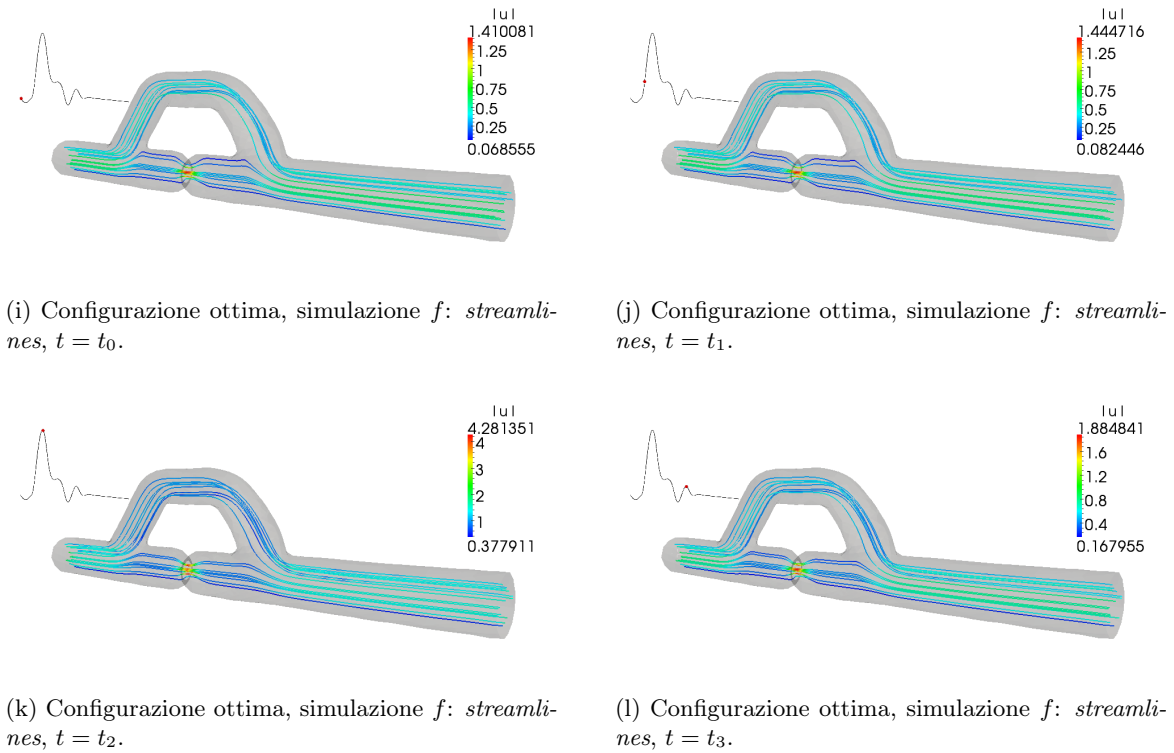 |u|
1.410081
1.25
1
0.75
0.5
0.25
0.068555
|u|
1.444716
1.25
1
0.75
0.5
0.25
0.082446
(i) Configurazione ottima, simulazione f: streamli-
nes, t = t₀.
(j) Configurazione ottima, simulazione f: streamli-
nes, t = t₁.
|u|
4.281351
4
3
2
1
0.377911
|u|
1.884841
1.6
1.2
0.8
0.4
0.167955
(k) Configurazione ottima, simulazione f: streamli-
nes, t = t₂.
(l) Configurazione ottima, simulazione f: streamli-
nes, t = t₃.